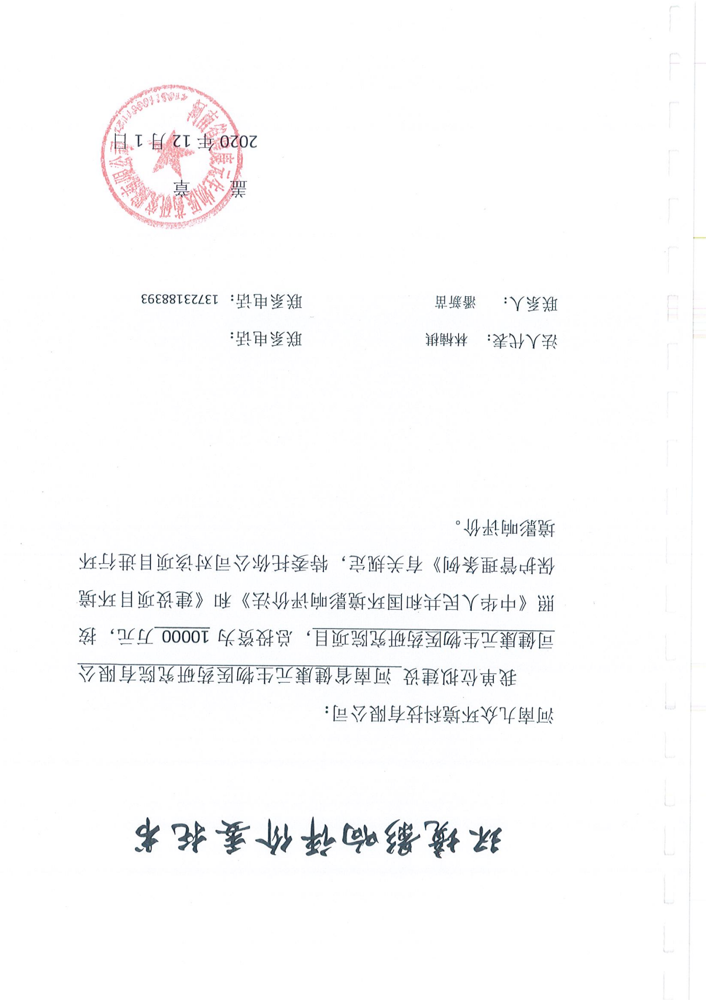 环境影响评价委托书
河南九众环境科技有限公司：
我单位拟建设 河南省健康元生物医药研究院有限公
司健康元生物医药研究院项目，总投资为 10000 万元，按
照《中华人民共和国环境影响评价法》和《建设项目环境
保护管理条例》有关规定，特委托你公司对该项目进行环
境影响评价。
法人代表： 林楠棋 联系电话：
联系人： 潘新苗 联系电话：13723188393
盖 章
2020 年 12 月 1 日
河南省健康元生物医药研究院有限公司